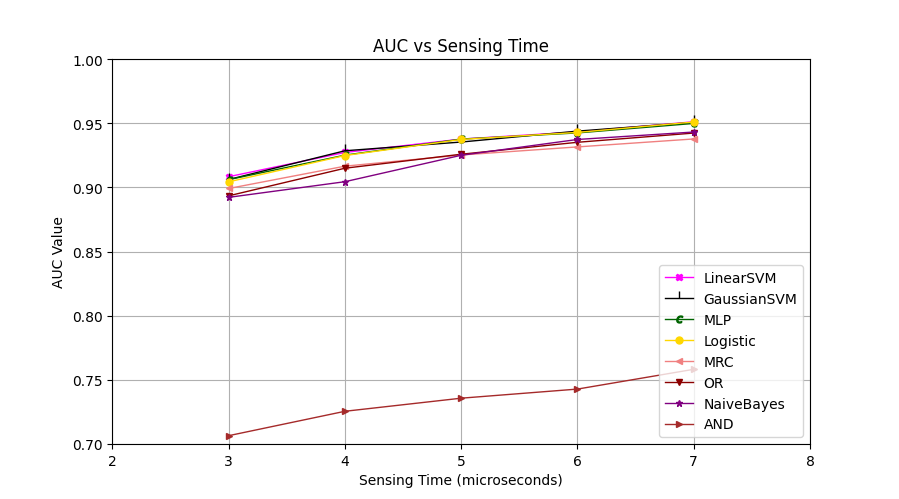 AUC vs Sensing Time
1.00
0.95
0.90
0.85
0.80
0.75
0.70
AUC Value
2 3 4 5 6 7 8
Sensing Time (microseconds)
LinearSVM
GaussianSVM
MLP
Logistic
MRC
OR
NaiveBayes
AND